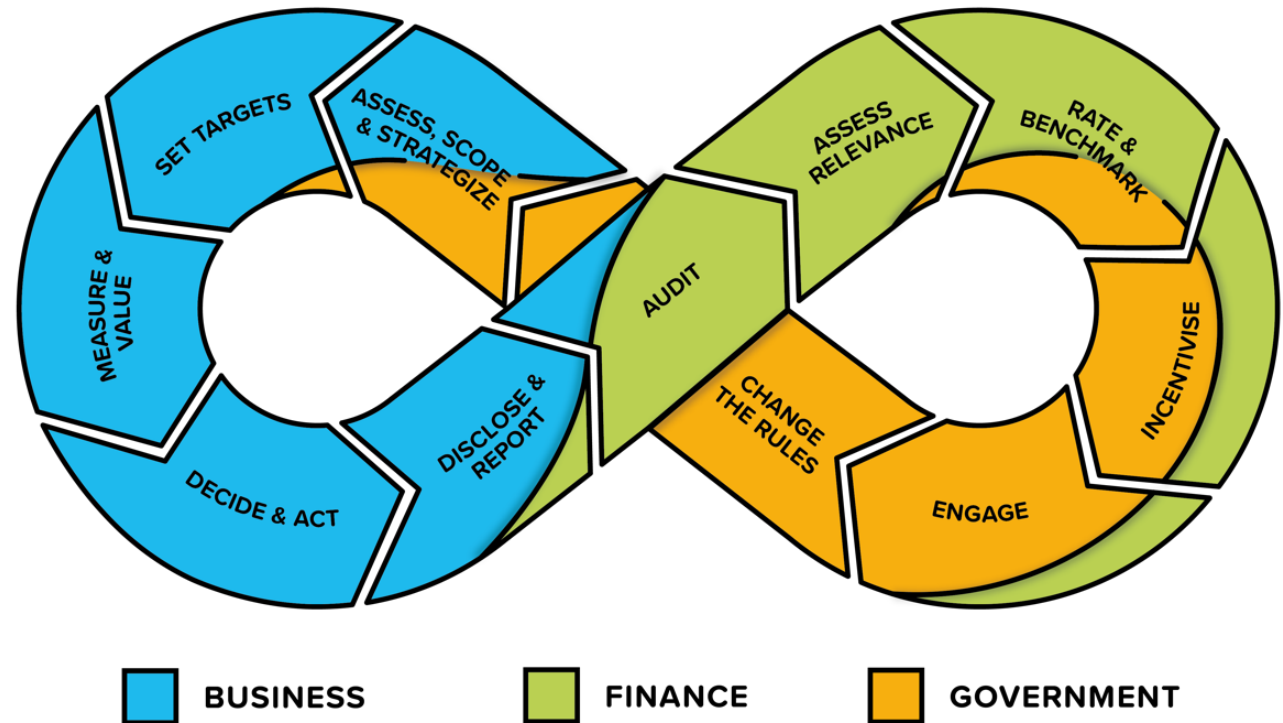 ASSESS, SCOPE
& STRATEGIZE
SET TARGETS
MEASURE &
VALUE
DECIDE & ACT
DISCLOSE &
REPORT
AUDIT
ASSESS
RELEVANCE
RATE &
BENCHMARK
INCENTIVISE
ENGAGE
CHANGE
THE RULES
BUSINESS
FINANCE
GOVERNMENT